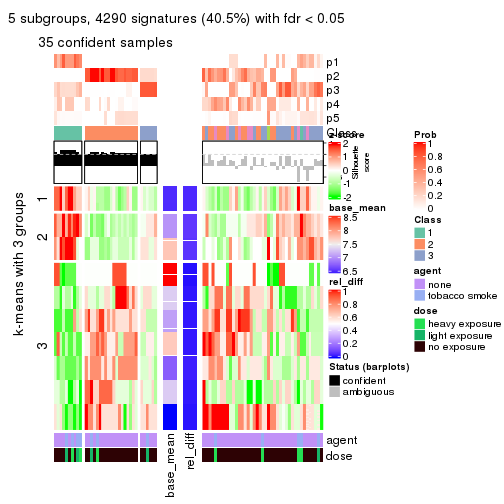 5 subgroups, 4290 signatures (40.5%) with fdr < 0.05
35 confident samples
p1
p2
p3
p4
p5
Class
z-score
2
1
0
-1
-2
Silhouette
score
k-means with 3 groups
1
2
3
base_mean
8.5
8
7.5
7
6.5
rel_diff
1
0.8
0.6
0.4
0.2
0
Status (barplots)
confident
ambiguous
Prob
1
0.8
0.6
0.4
0.2
0
Class
1
2
3
agent
none
tobacco smoke
dose
heavy exposure
light exposure
no exposure
agent
dose
base_mean
rel_diff